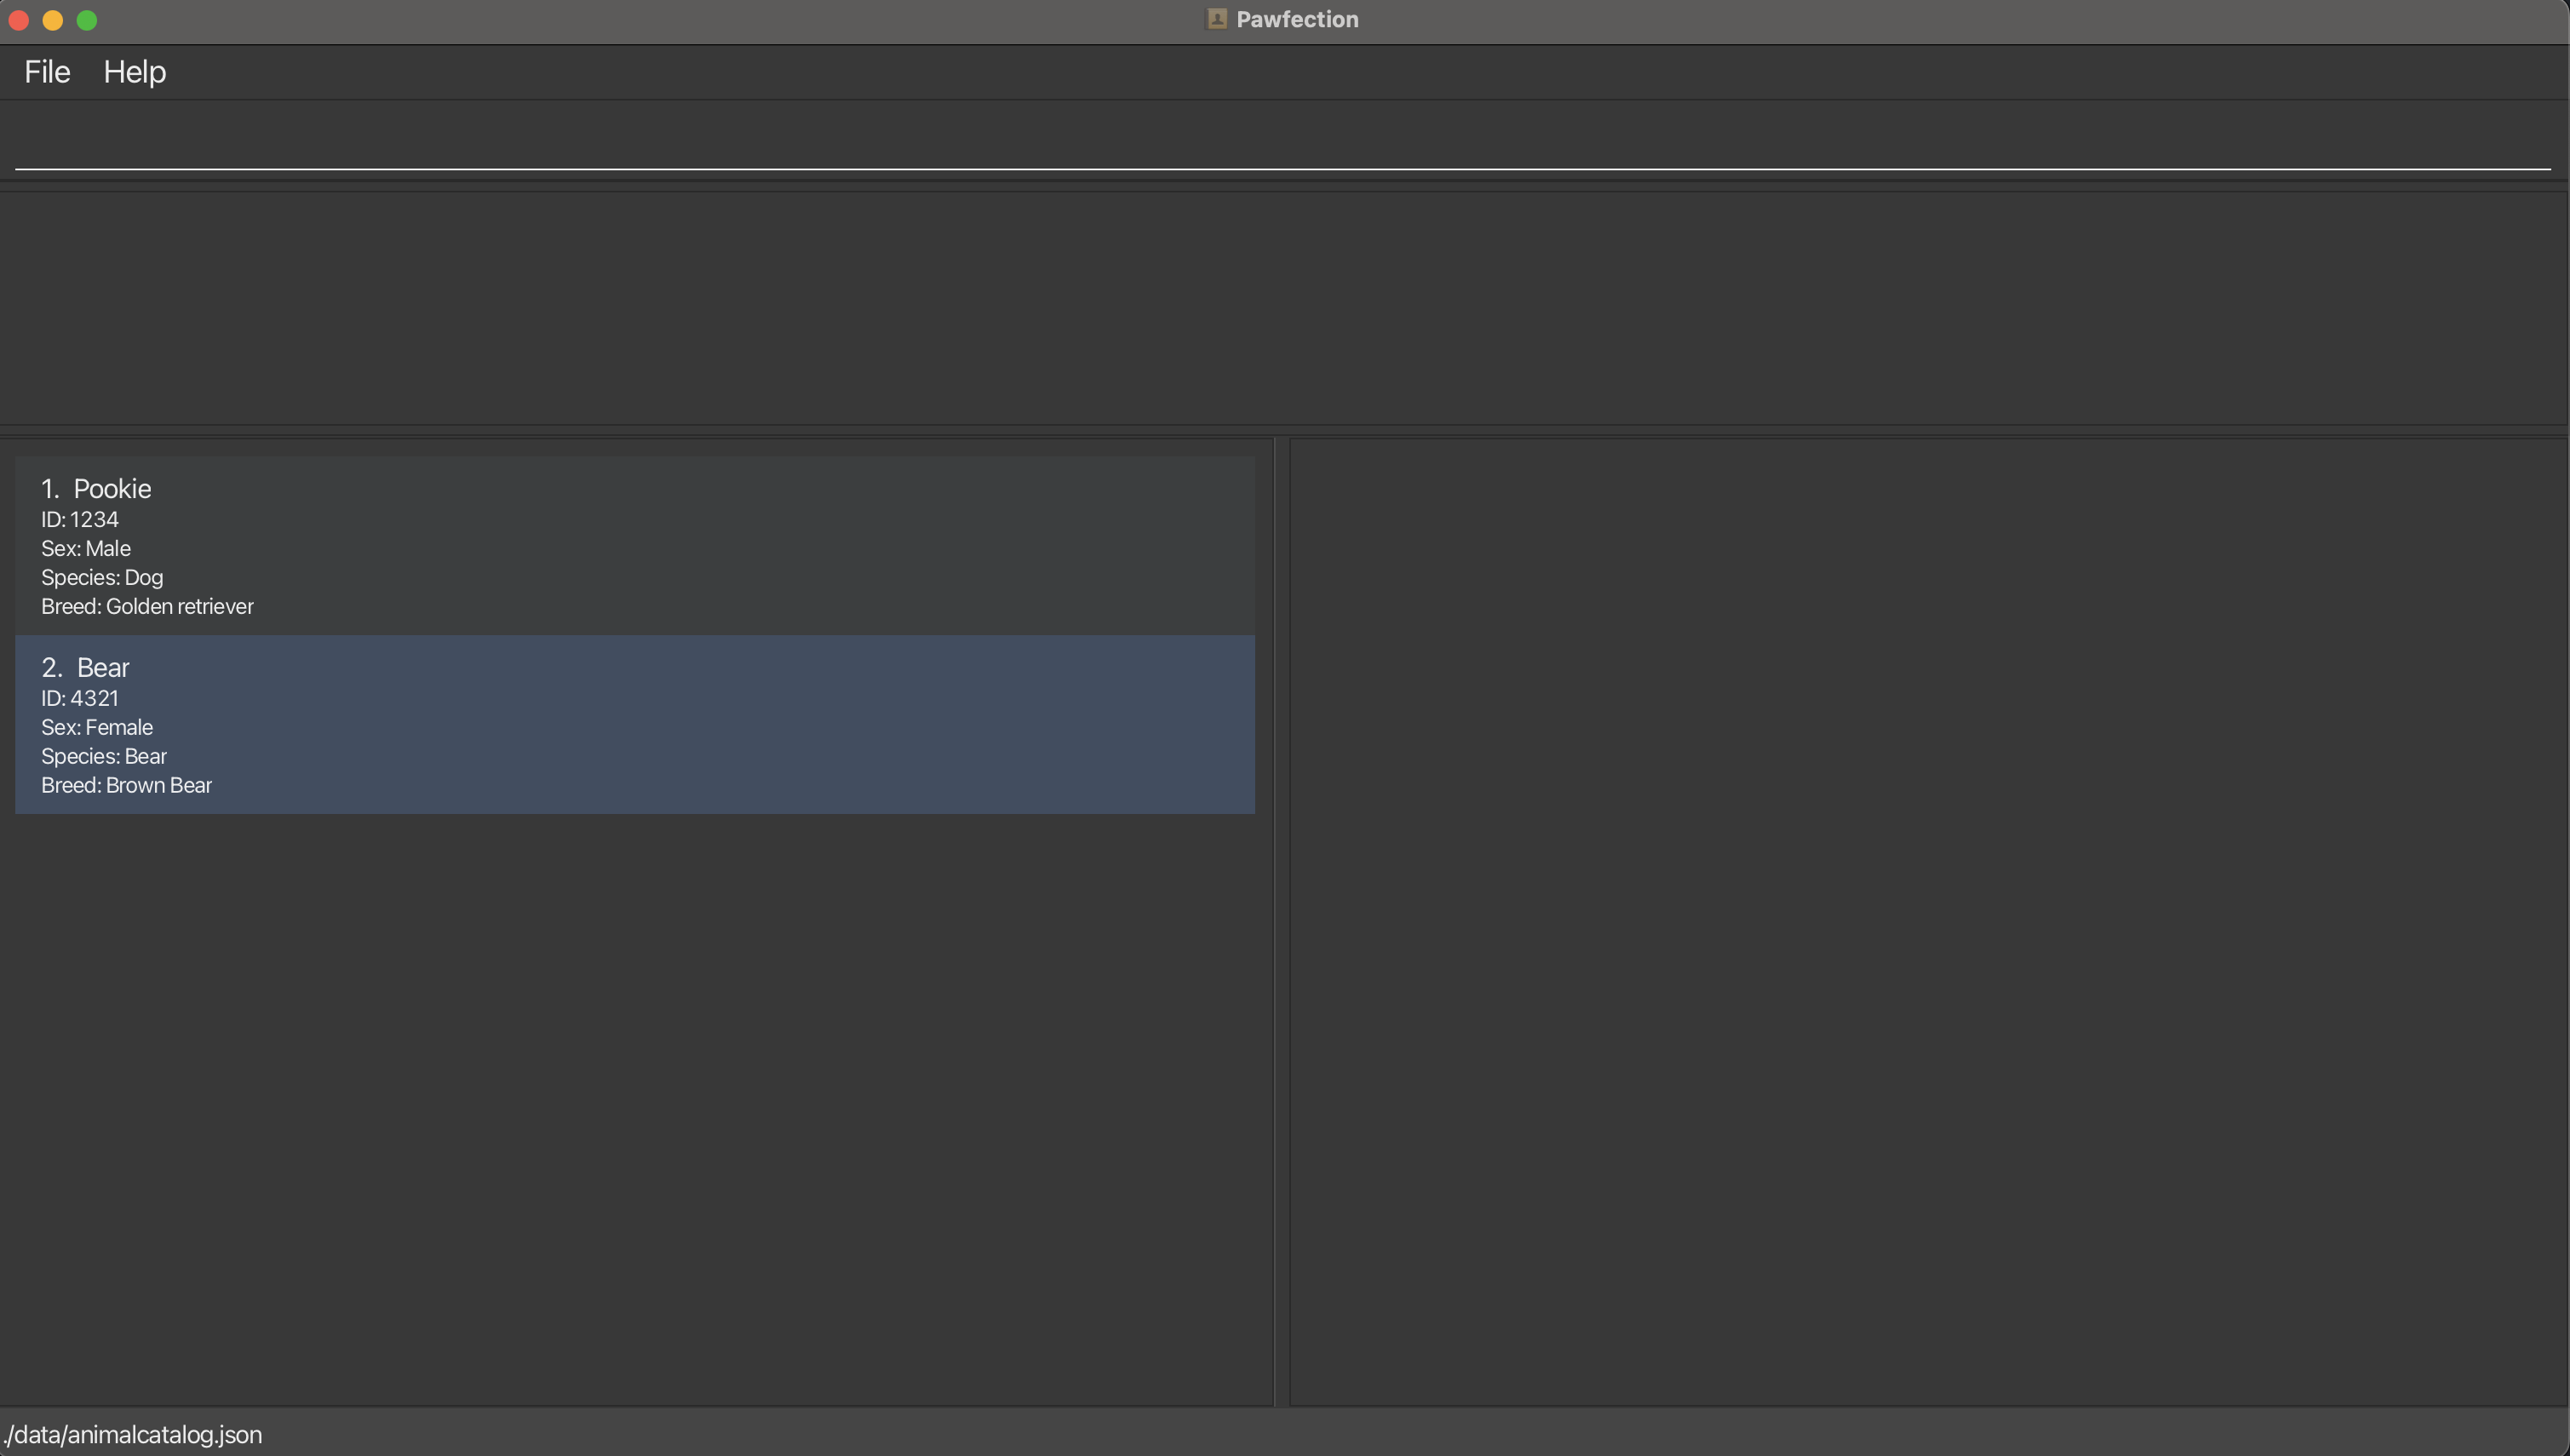 Pawfection
File Help
1. Pookie
ID: 1234
Sex: Male
Species: Dog
Breed: Golden retriever
2. Bear
ID: 4321
Sex: Female
Species: Bear
Breed: Brown Bear
./data/animalcatalog.json